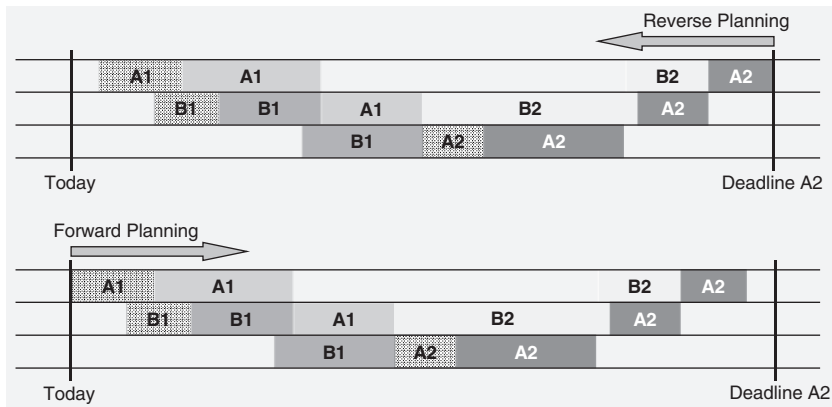 Reverse Planning
A1 A1 B2 A2
B1 B1 A1 B2 A2
B1 A2 A2
Today Deadline A2
Forward Planning
A1 A1 B2 A2
B1 B1 A1 B2 A2
B1 A2 A2
Today Deadline A2